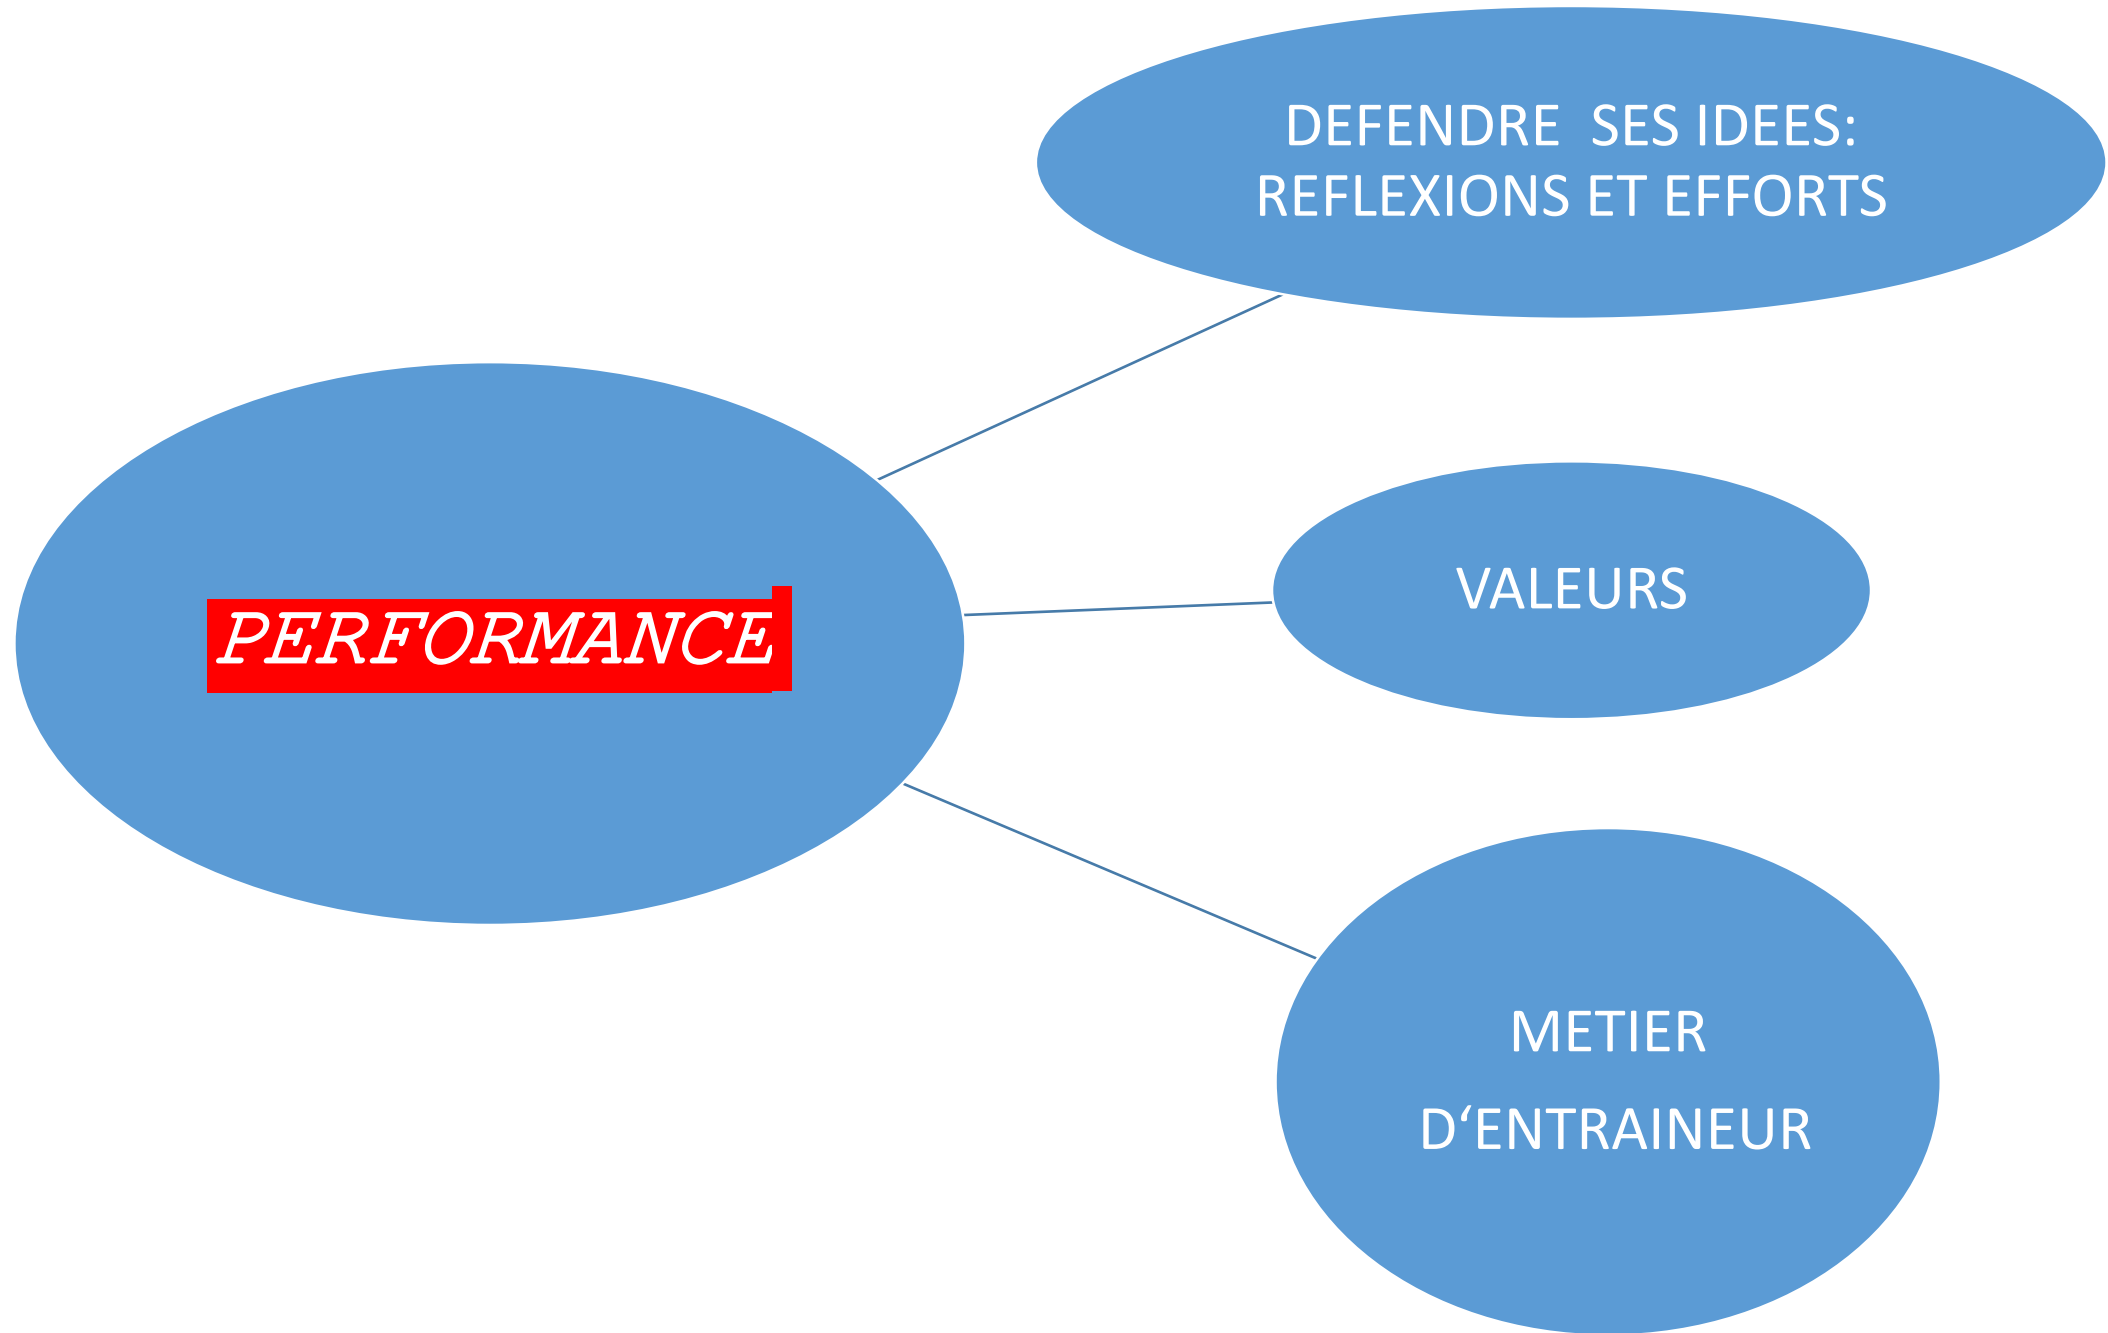 DEFENDRE  SES IDEES:
REFLEXIONS ET EFFORTS
PERFORMANCE
VALEURS
METIER
D‘ENTRAINEUR